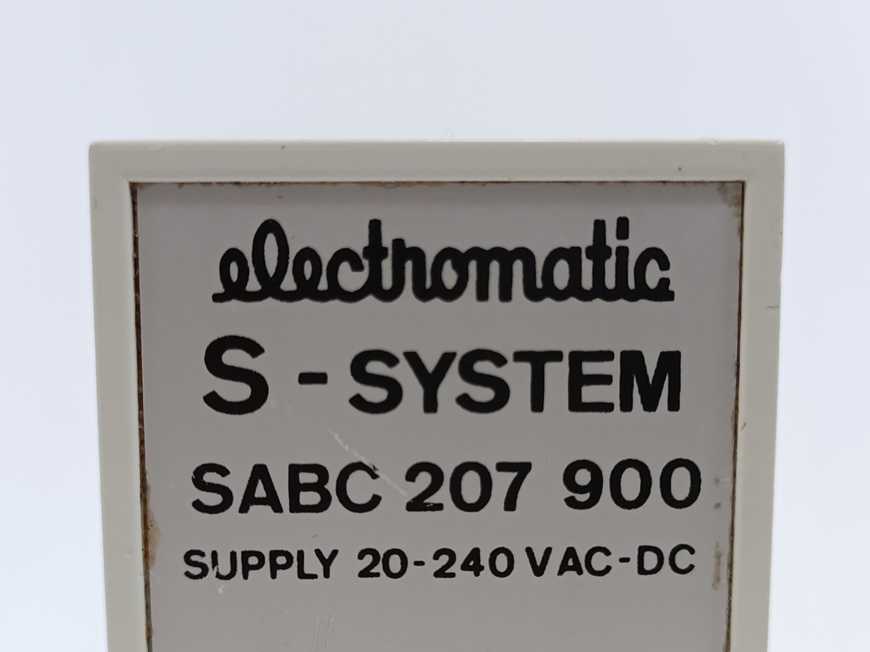 electromatic
S - SYSTEM
SABC 207 900
SUPPLY 20-240 VAC-DC